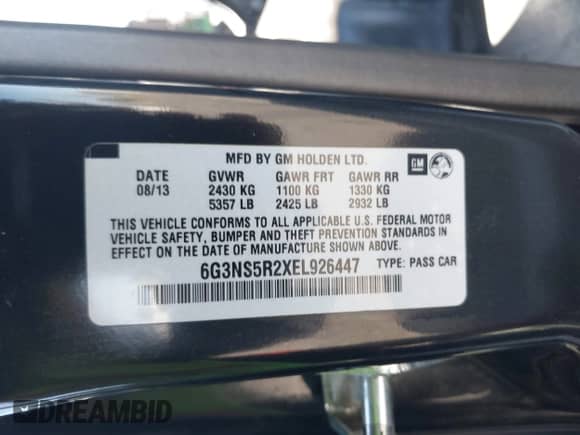 MFD BY GM HOLDEN LTD.
GM
DATE GVWR GAWR FRT GAWR RR
08/13 2430 KG 1100 KG 1330 KG
5357 LB 2425 LB 2932 LB
THIS VEHICLE CONFORMS TO ALL APPLICABLE U.S. FEDERAL MOTOR
VEHICLE SAFETY, BUMPER AND THEFT PREVENTION STANDARDS IN
EFFECT ON THE DATE OF MANUFACTURE SHOWN ABOVE.
6G3NS5R2XEL926447 TYPE: PASS CAR
DREAMBID